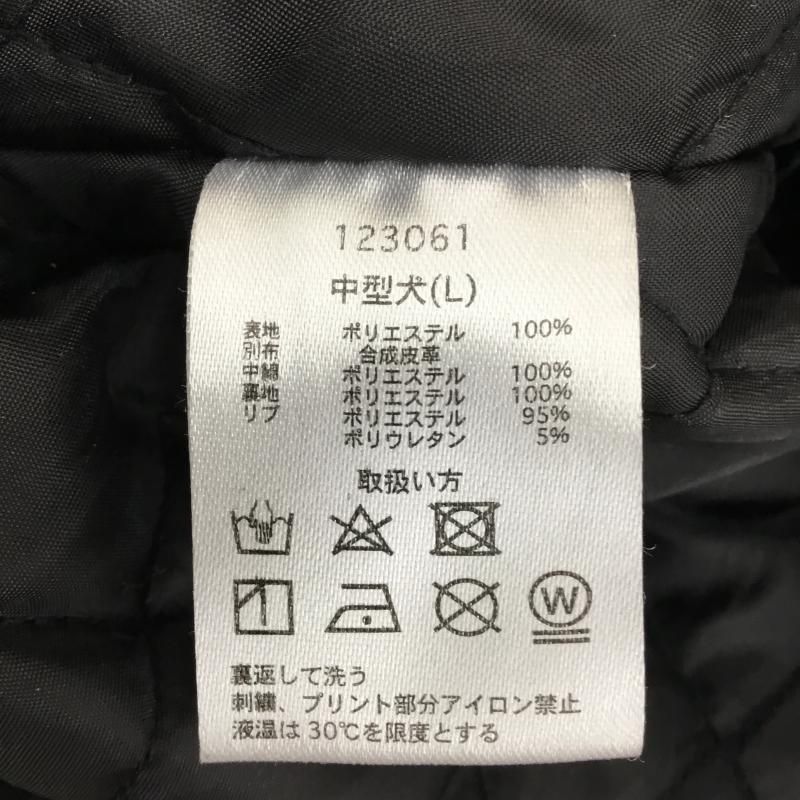 123061
中型犬(L)
表地 ポリエステル 100%
別布 合成皮革
中綿 ポリエステル 100%
裏地 ポリエステル 100%
リブ ポリエステル 95%
ポリウレタン 5%
取扱い方
W
裏返して洗う
刺繍、プリント部分アイロン禁止
液温は30℃を限度とする